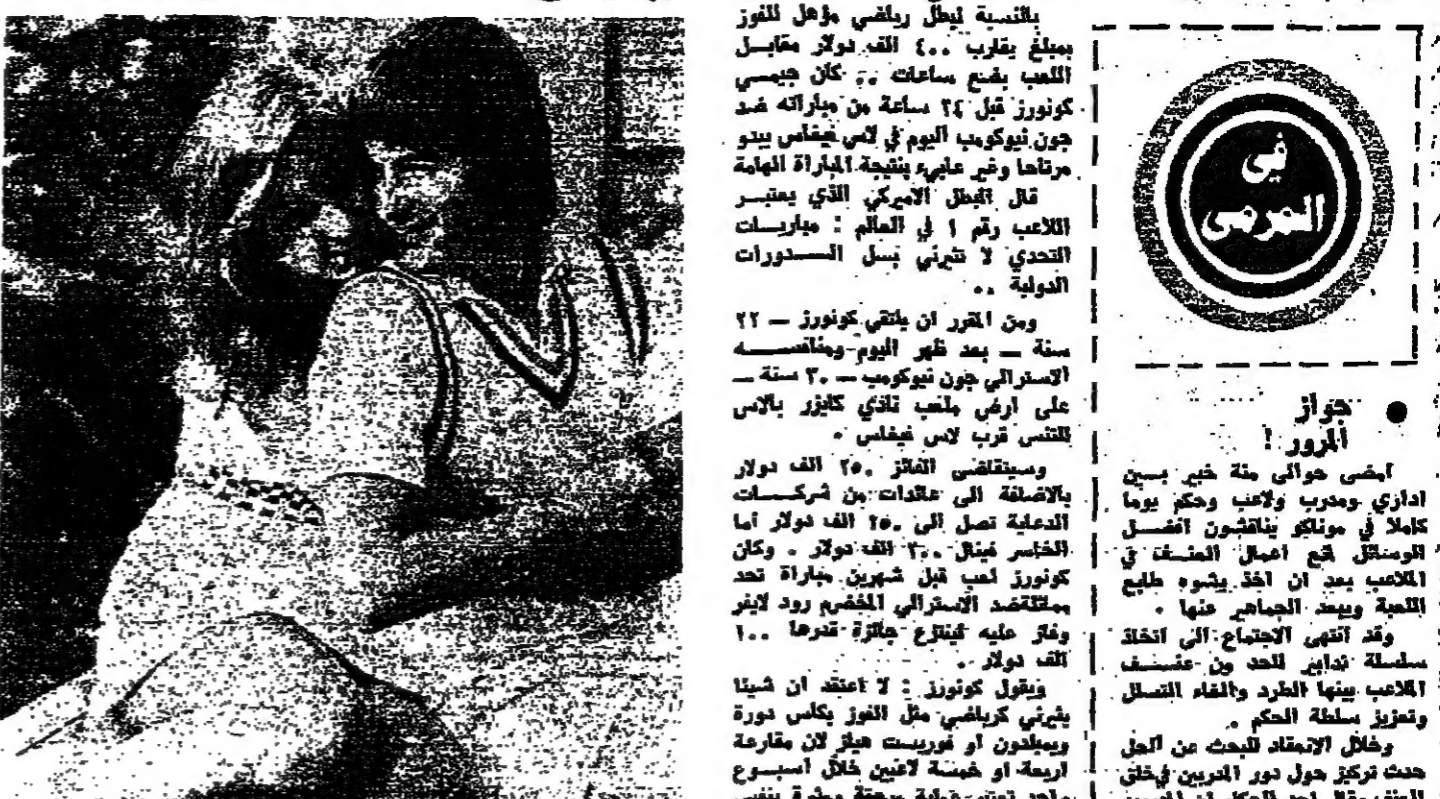 في
المرمى
جواز
المرور !
امضى حوالى مئة خبير بين
اداري ومدرب ولاعب وحكم يوما
كاملا في موناكو يناقشون افضل
الوسائل لمنع اعمال العنف في
الملاعب بعد ان اخذ يشوه طابع
اللعبة ويبعد الجماهير عنها .
وقد انتهى الاجتماع الى اتخاذ
سلسلة تدابير للحد من عنف
الملاعب بينها الطرد والغاء التسلل
وتعزيز سلطة الحكم .
وخلال الانعقاد للبحث عن الحل
حدث تركيز حول دور المدربين في خلق
بالنسبة لبطل رياضي مؤهل للفوز
بمبلغ يقارب ٤٠٠ الف دولار مقابل
اللعب بضع ساعات .. كان جيمي
كونورز قبل ٢٤ ساعة من مباراته ضد
جون نيوكومب اليوم في لاس فيغاس يبدو
مرتاحا وغير عابىء بنتيجة المباراة الهامة
قال البطل الاميركي الذي يعتبر
اللاعب رقم ١ في العالم : مباريات
التحدي لا تثيرني بسل السدورات
الدولية ..
ومن المقرر ان يلتقي كونورز — ٢٢
سنة — بعد ظهر اليوم ومنافسه
الاسترالي جون نيوكومب — ٣٠ سنة —
على ارض ملعب نادي كايزر بالاس
للتنس قرب لاس فيغاس .
وسيتقاضى الفائز ٢٥٠ الف دولار
بالاضافة الى عائدات من شركات
الدعاية تصل الى ٢٥٠ الف دولار أما
الخاسر فينال ٢٠٠ الف دولار . وكان
كونورز لعب قبل شهرين مباراة تحد
الاسترالي المخضرم رود لايفر
وفاز عليه لينتزع جائزة قدرها ١٠٠
الف دولار .
ويقول كونورز : لا اعتقد ان شيئا
يثيرني كرياضي مثل الفوز بكاس دورة
ويمبلدون او فوريست هيلز لان مقارعة
اربعة او خمسة لاعبين خلال أسبوع